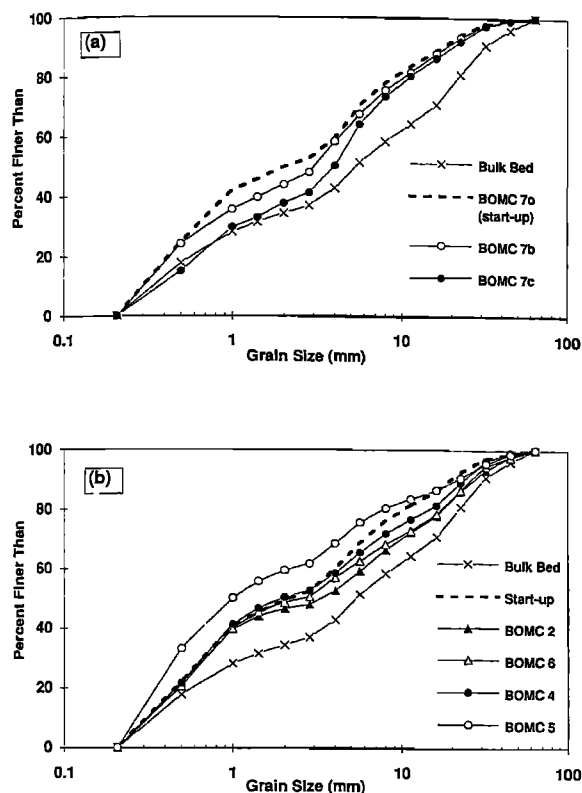 100
(a)
80
60
40
20
0
Percent Finer Than
0.1
1
10
100
Grain Size (mm)
Bulk Bed
BOMC 7o
(start-up)
BOMC 7b
BOMC 7c
100
(b)
80
60
40
20
0
Percent Finer Than
0.1
1
10
100
Grain Size (mm)
Bulk Bed
Start-up
BOMC 2
BOMC 6
BOMC 4
BOMC 5